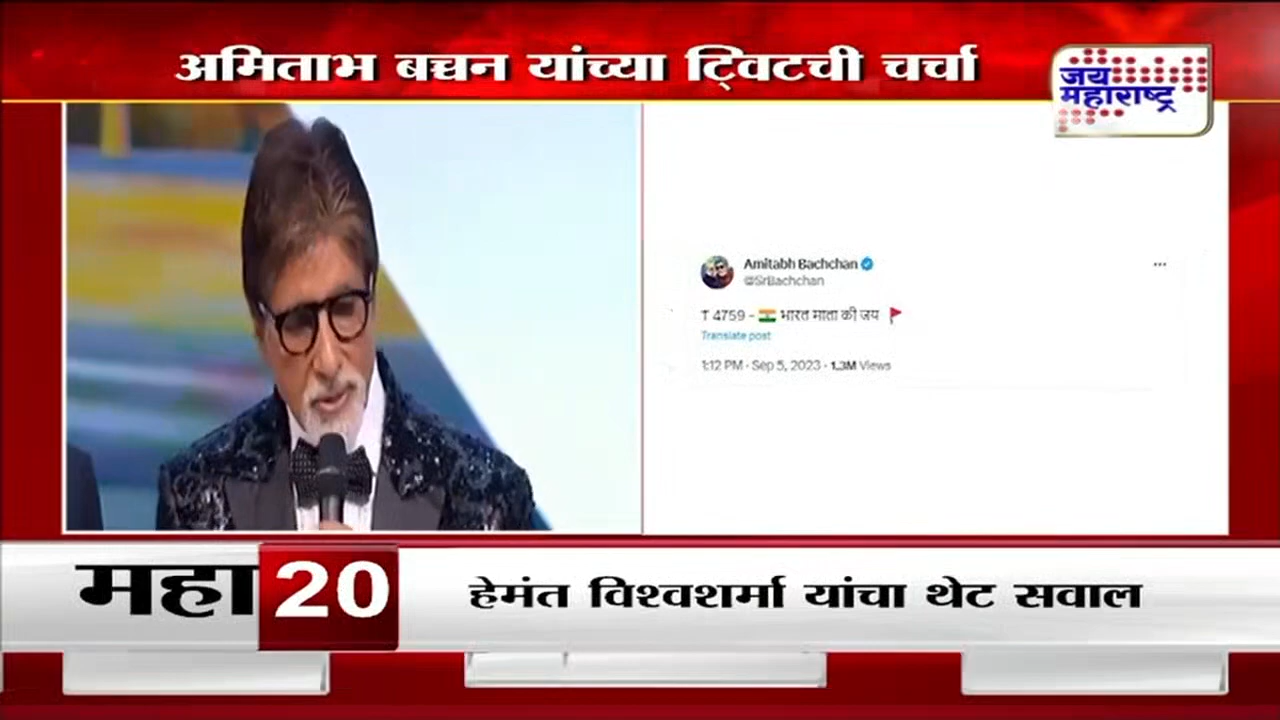 अमिताभ बच्चन यांच्या ट्विटची चर्चा
जय
महाराष्ट्र
Amitabh Bachchan
@SrBachchan
T 4759 - 🇮🇳 भारत माता की जय 🚩
Translate post
1:12 PM · Sep 5, 2023 · 1.3M Views
महा 20
हेमंत विश्वशर्मा यांचा थेट सवाल